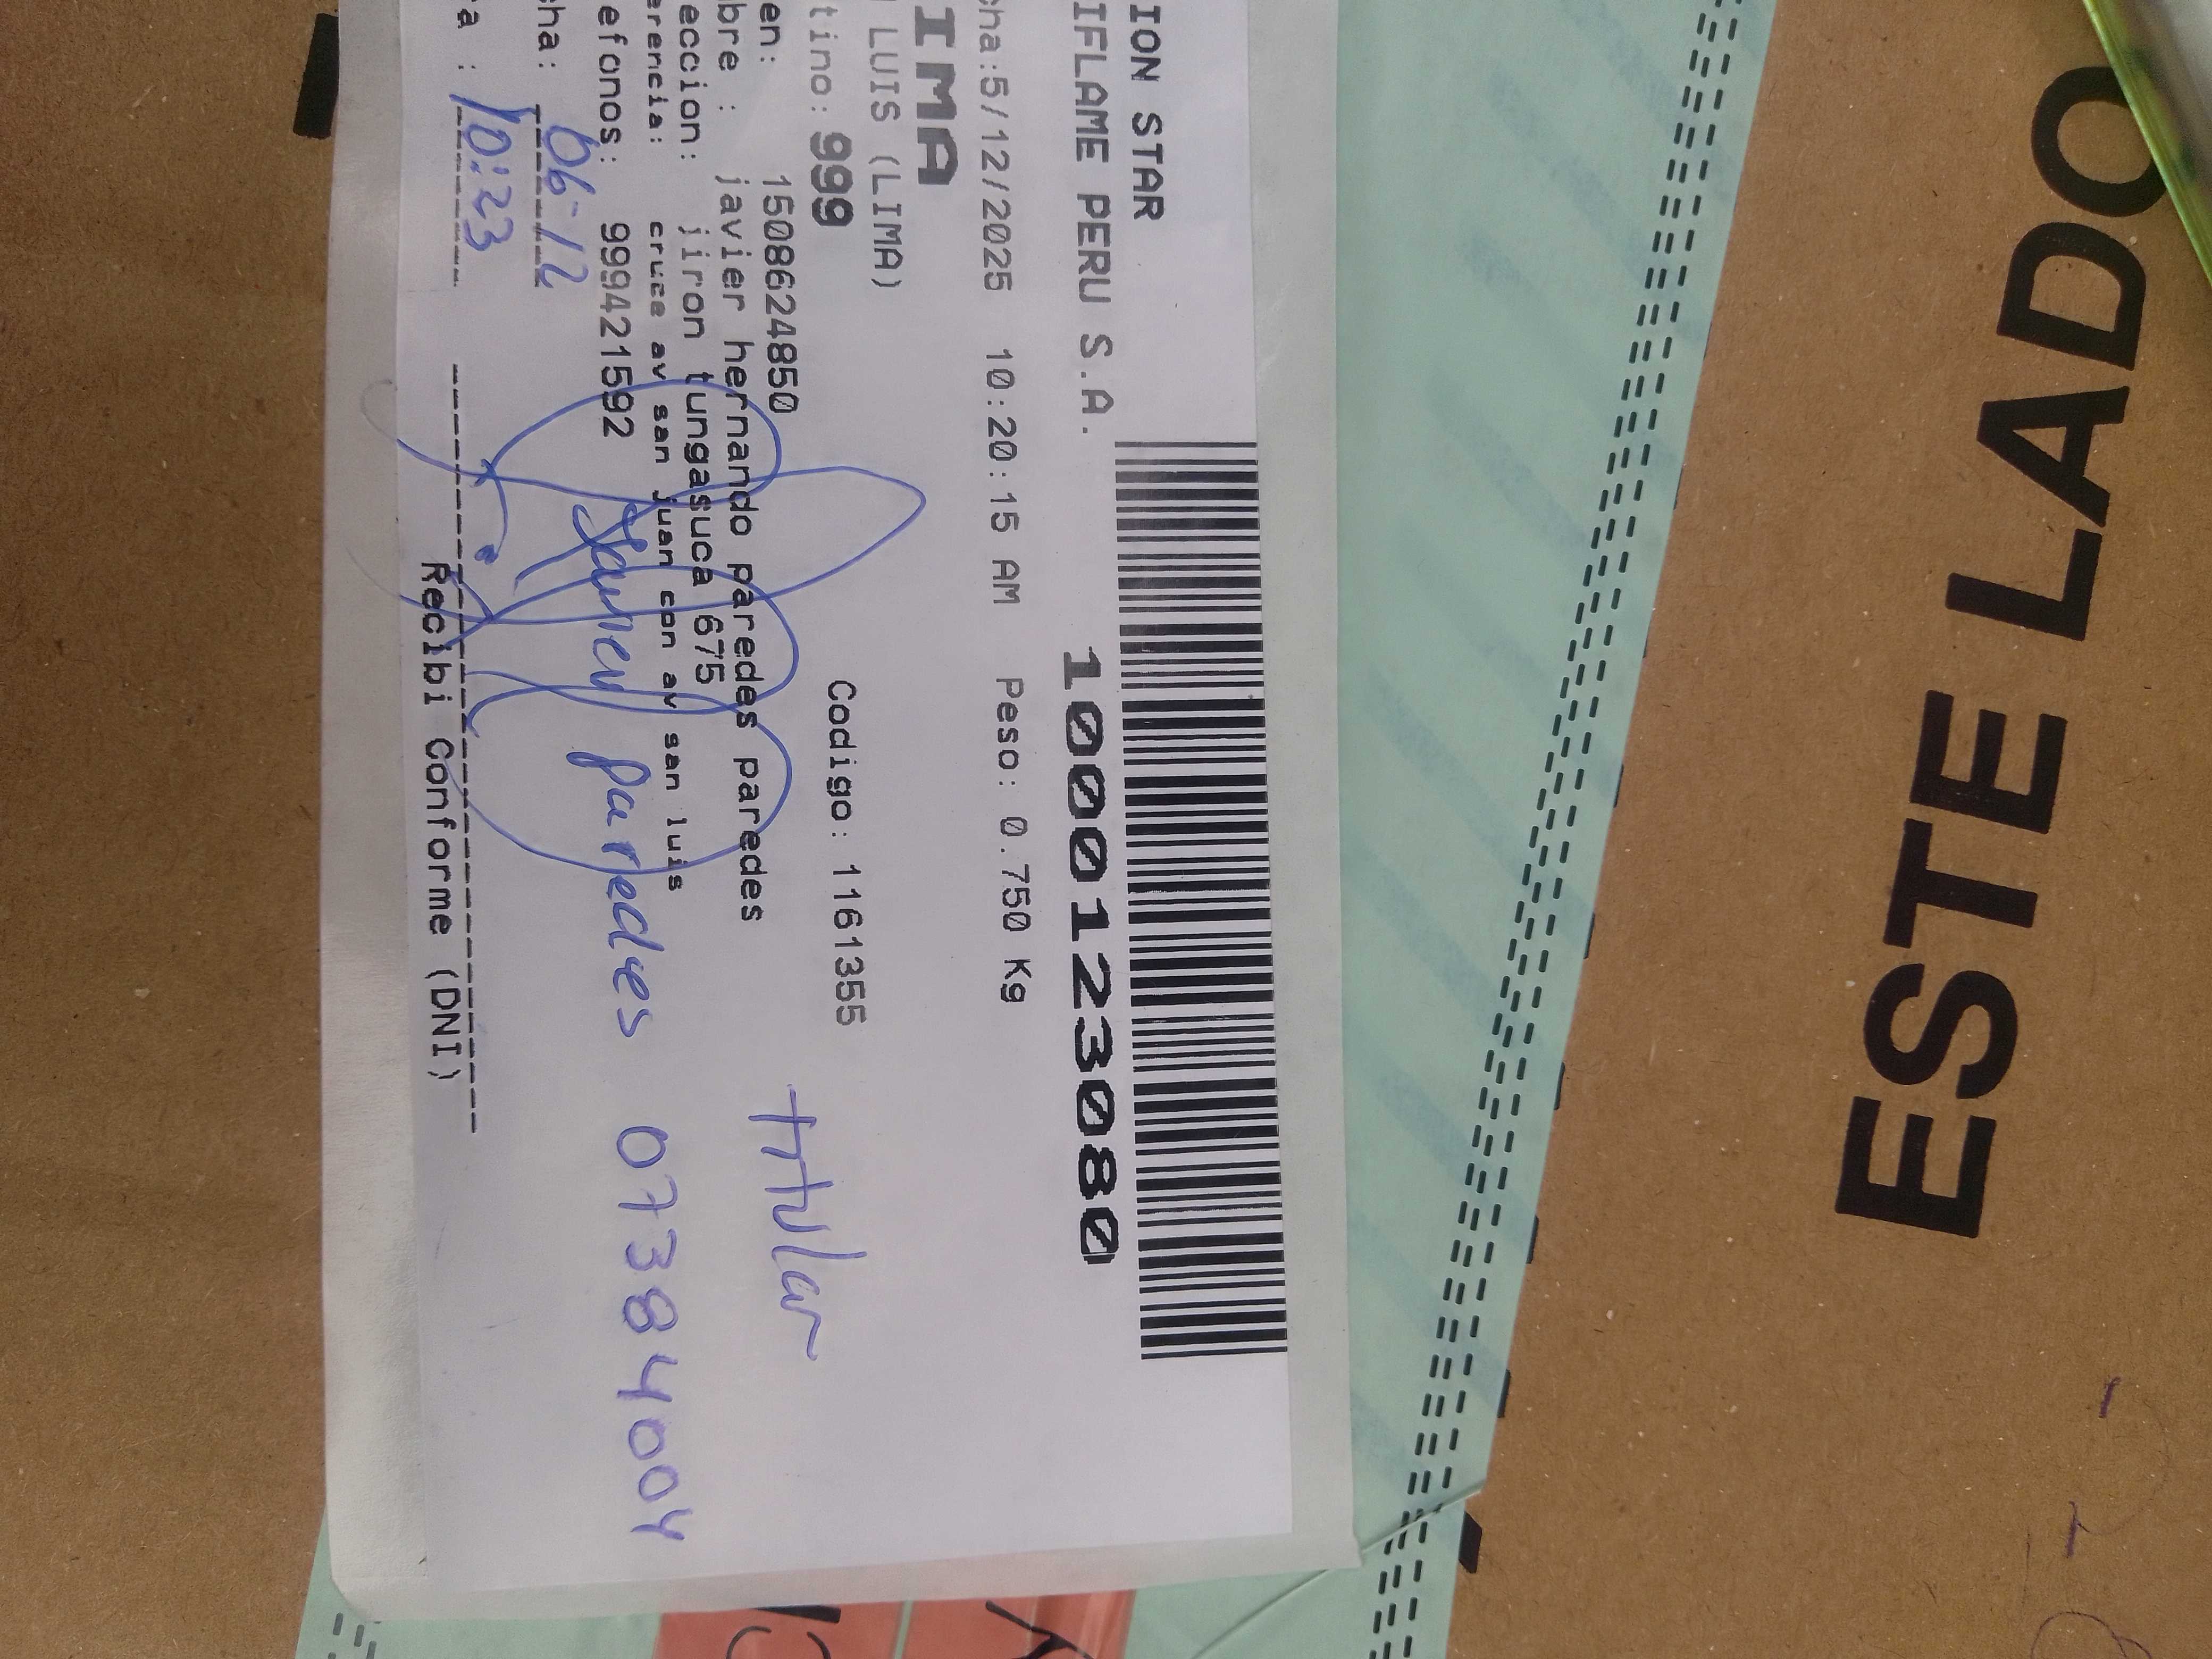 ION STAR
IFLAME PERU S.A.
1000123080
cha:5/12/2025 10:20:15 AM Peso: 0.750 Kg
IMA
LUIS (LIMA)
tino: 999 Codigo: 1161355
en: 1508624850
bre : javier hernando paredes paredes
titular
eccion: jiron tungasuca 675
erencia: cruce av san juan con av san luis
efonos: 999421592
Javier paredes 07384004
cha: 06-12
a : 10:23
Recibi Conforme (DNI)
ESTE LADO